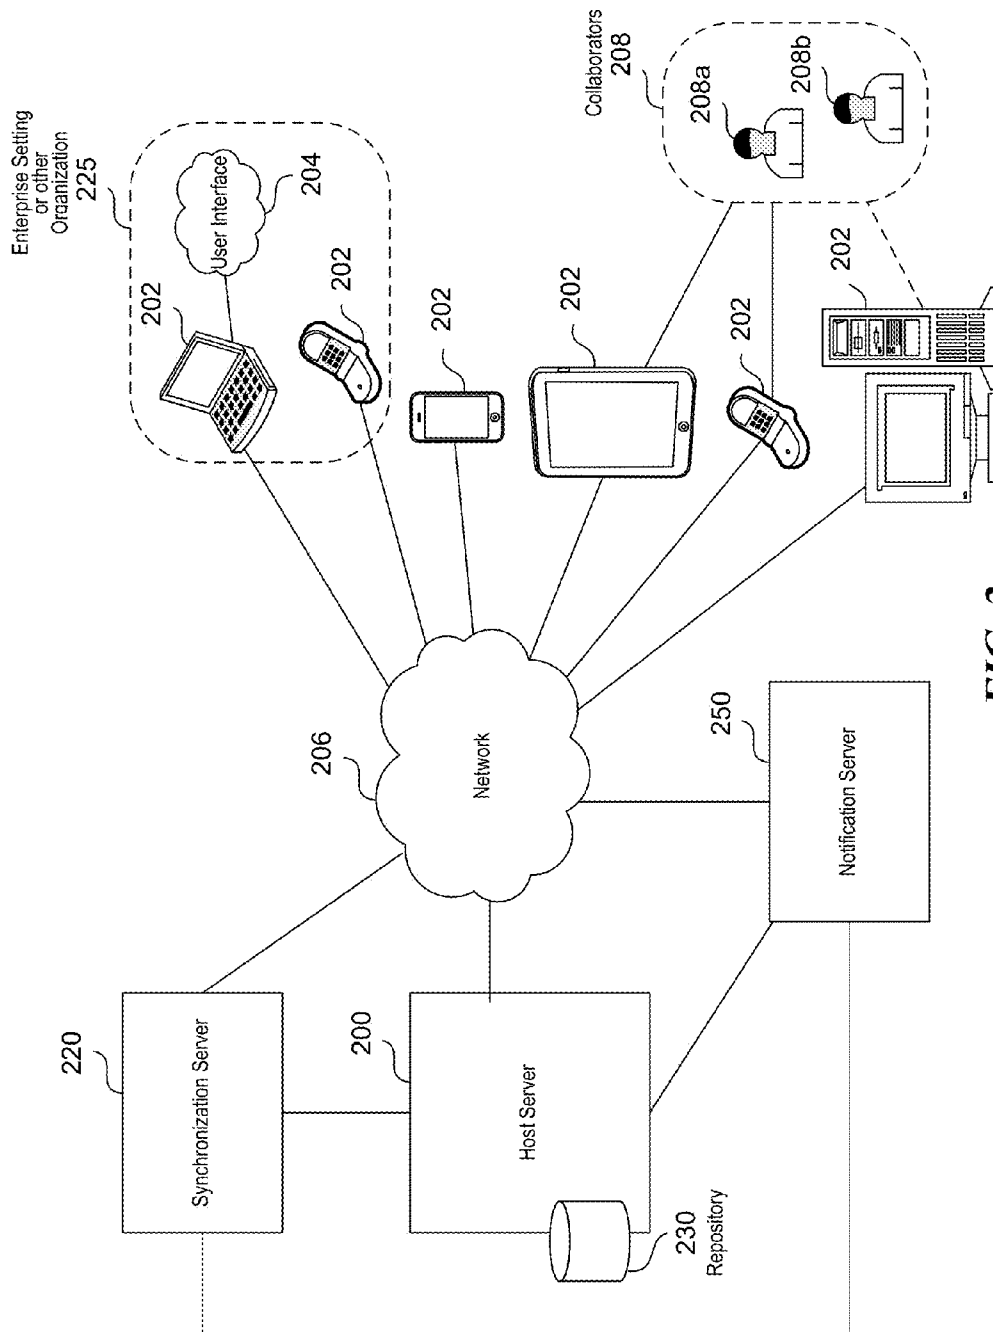 Enterprise Setting
or other
Organization
225
User Interface
204
202
202
202
202
202
202
Collaborators
208
208a
208b
206
Network
220
Synchronization Server
200
Host Server
230
Repository
250
Notification Server